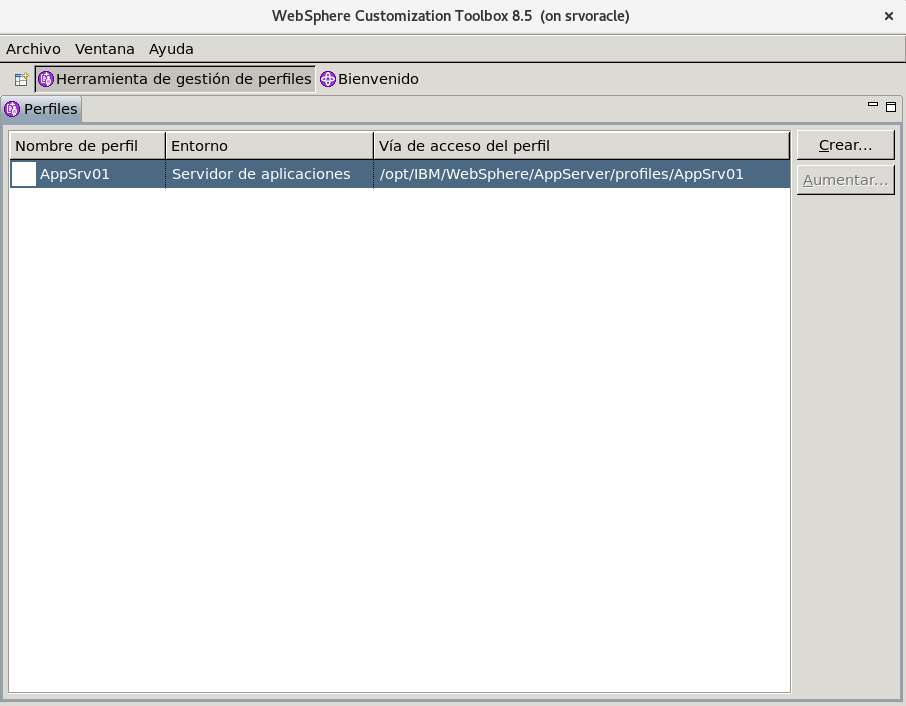 WebSphere Customization Toolbox 8.5 (on srvoracle)
Archivo Ventana Ayuda
Herramienta de gestión de perfiles Bienvenido
Perfiles
Nombre de perfil Entorno Vía de acceso del perfil Crear...
AppSrv01 Servidor de aplicaciones /opt/IBM/WebSphere/AppServer/profiles/AppSrv01 Aumentar...